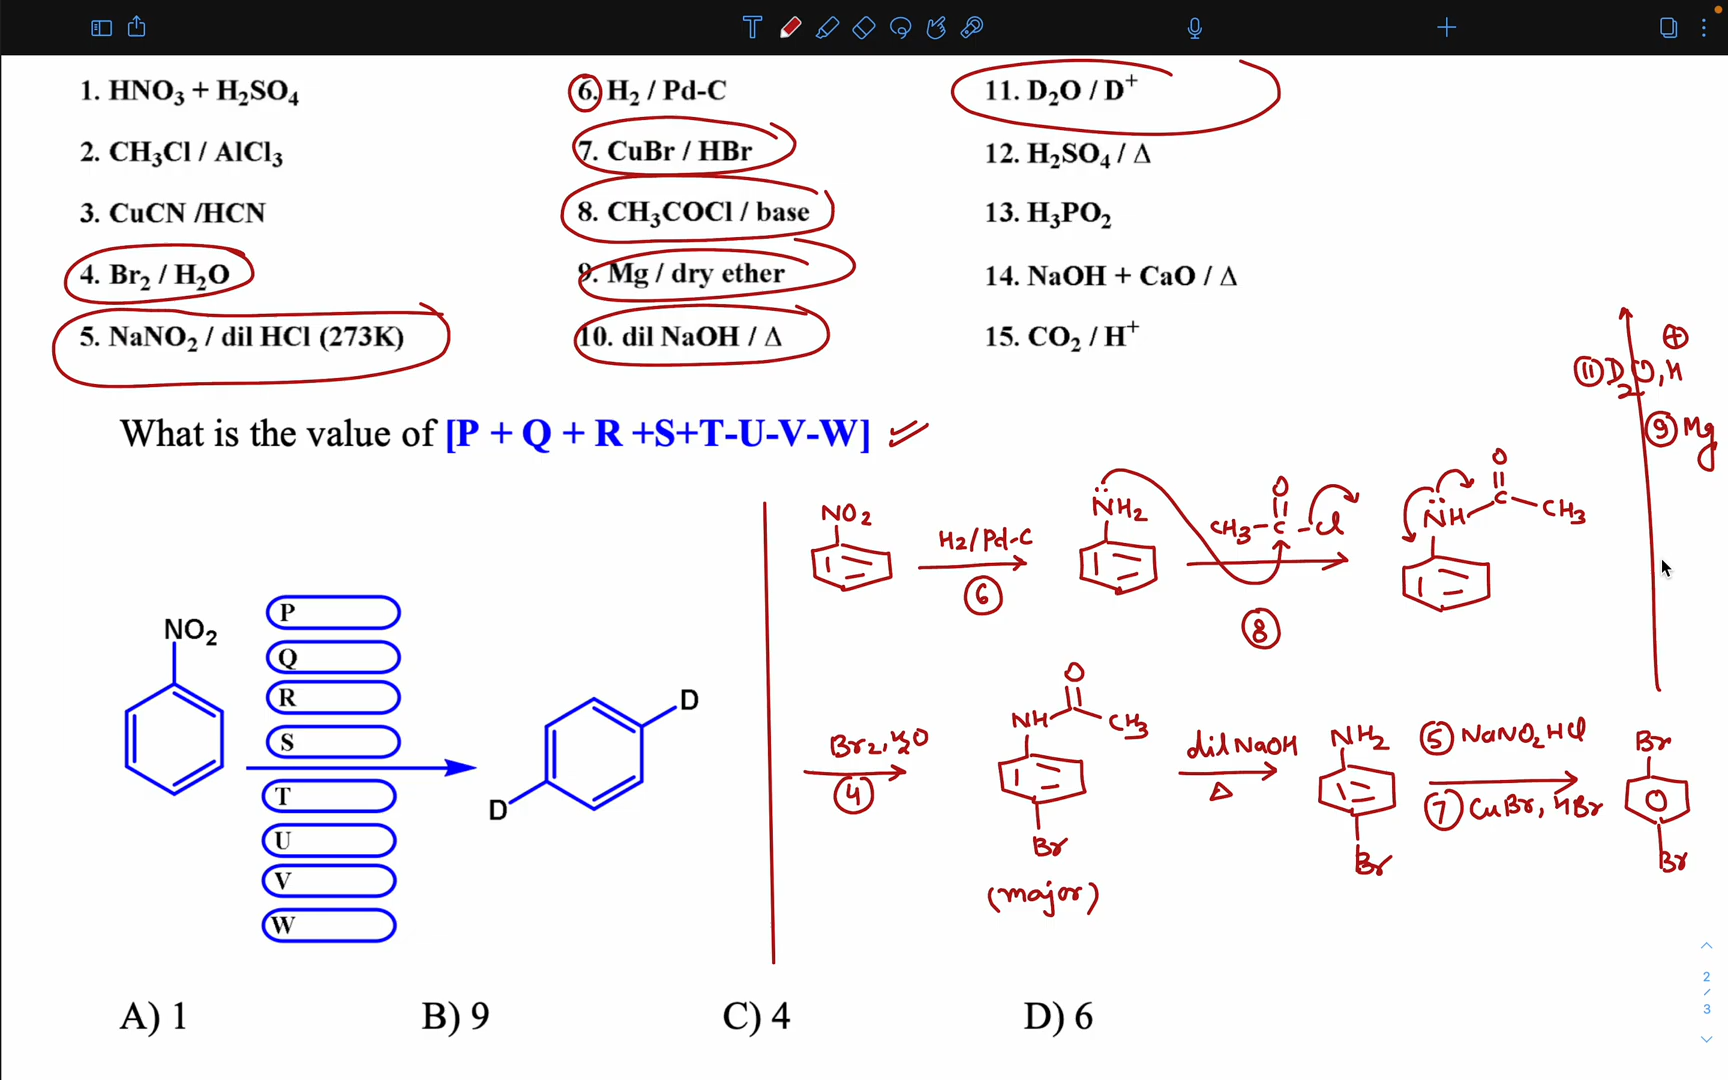 1. HNO₃ + H₂SO₄
2. CH₃Cl / AlCl₃
3. CuCN /HCN
4. Br₂ / H₂O
5. NaNO₂ / dil HCl (273K)
6. H₂ / Pd-C
7. CuBr / HBr
8. CH₃COCl / base
9. Mg / dry ether
10. dil NaOH / Δ
11. D₂O / D⁺
12. H₂SO₄ / Δ
13. H₃PO₂
14. NaOH + CaO / Δ
15. CO₂ / H⁺
What is the value of [P + Q + R +S+T-U-V-W]
NO₂
P
Q
R
S
T
U
V
W
D
D
NO₂
H₂/Pd-C
⑥
NH₂
CH₃-C-Cl
O
⑧
NH
C
O
CH₃
Br₂, H₂O
④
NH
O
CH₃
Br
(major)
dil NaOH
Δ
NH₂
Br
⑤ NaNO₂ HCl
⑦ CuBr, HBr
Br
Br
⑪ D₂O, H⊕
⑨ Mg
A) 1
B) 9
C) 4
D) 6
2
/
3